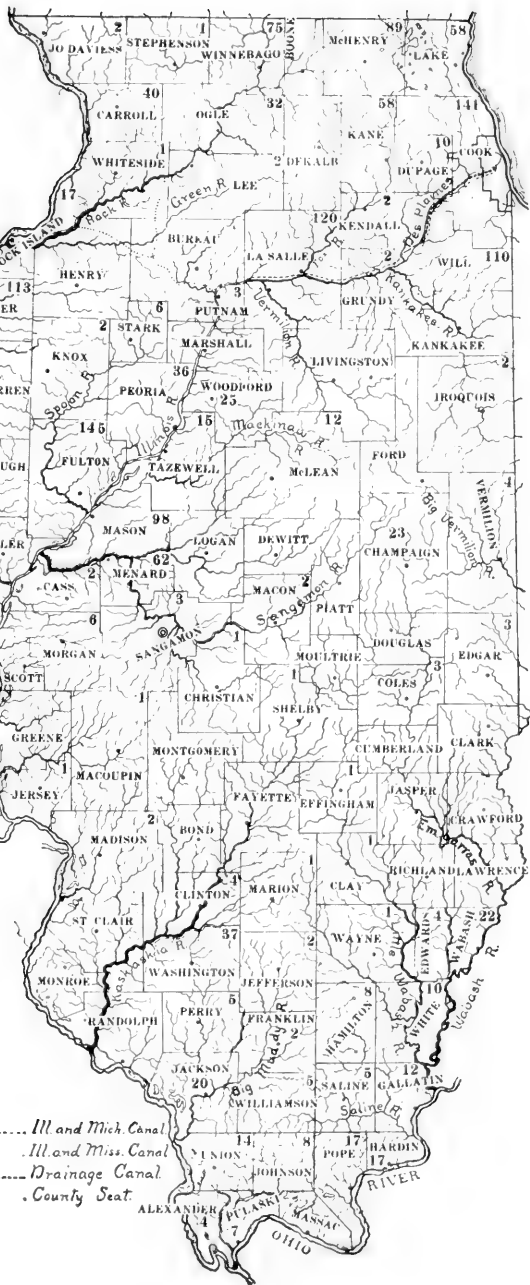 2 1 75 BOONE 89 58
JO DAVIESS STEPHENSON WINNEBAGO McHENRY LAKE
40 32 58 141
CARROLL OGLE KANE
10 COOK
WHITESIDE 1 2 DEKALB DUPAGE
17 Rock R. Green R. LEE
120 2
KENDALL Des Plaines R.
OCK ISLAND BUREAU LA SALLE R. WILL 110
HENRY 2
113 3 GRUNDY Kankakee R.
ER 6 PUTNAM Vermilion R.
2 STARK MARSHALL KANKAKEE
KNOX 36 LIVINGSTON 2
RREN Spoon R. PEORIA WOODFORD IROQUOIS
25
145 Illinois R. 15 Mackinaw R. 12
UGH FULTON TAZEWELL McLEAN FORD
4
98 Big Vermilion R. VERMILION
MASON 23
LER LOGAN DEWITT CHAMPAIGN
62
CASS 2 MENARD MACON 2
3 Sangamon R. PIATT
6 SANGAMON 1 DOUGLAS 3
MORGAN MOULTRIE EDGAR
SCOTT 1 COLES 3
1 CHRISTIAN SHELBY
GREENE CUMBERLAND CLARK
1 MACOUPIN MONTGOMERY
JERSEY FAYETTE EFFINGHAM 1 JASPER
2 CRAWFORD
MADISON BOND Embarras R.
1 1 RICHLAND LAWRENCE
CLINTON 4 MARION CLAY
ST CLAIR 1 4 22
37 WAYNE EDWARDS WABASH
Kaskaskia R. 2 Little Wabash R.
WASHINGTON 10
MONROE JEFFERSON WHITE Wabash R.
5 8
RANDOLPH PERRY FRANKLIN HAMILTON
2
JACKSON Big Muddy R. 5 12
20 5 SALINE GALLATIN
WILLIAMSON Saline R.
Ill. and Mich. Canal
Ill. and Miss. Canal 14 8 17 HARDIN
UNION POPE 17
Drainage Canal JOHNSON
County Seat RIVER
ALEXANDER PULASKI MASSAC
4 7 OHIO